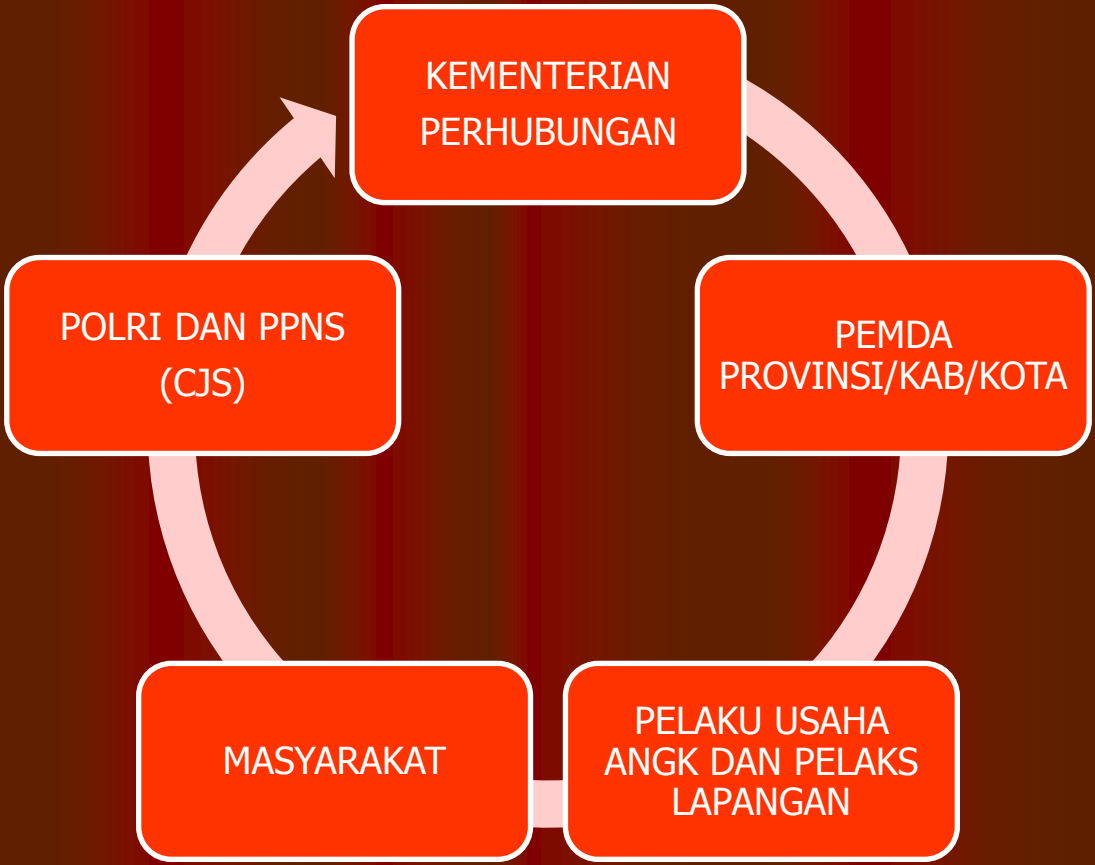 KEMENTERIAN
PERHUBUNGAN
PEMDA
PROVINSI/KAB/KOTA
PELAKU USAHA
ANGK DAN PELAKS
LAPANGAN
MASYARAKAT
POLRI DAN PPNS
(CJS)